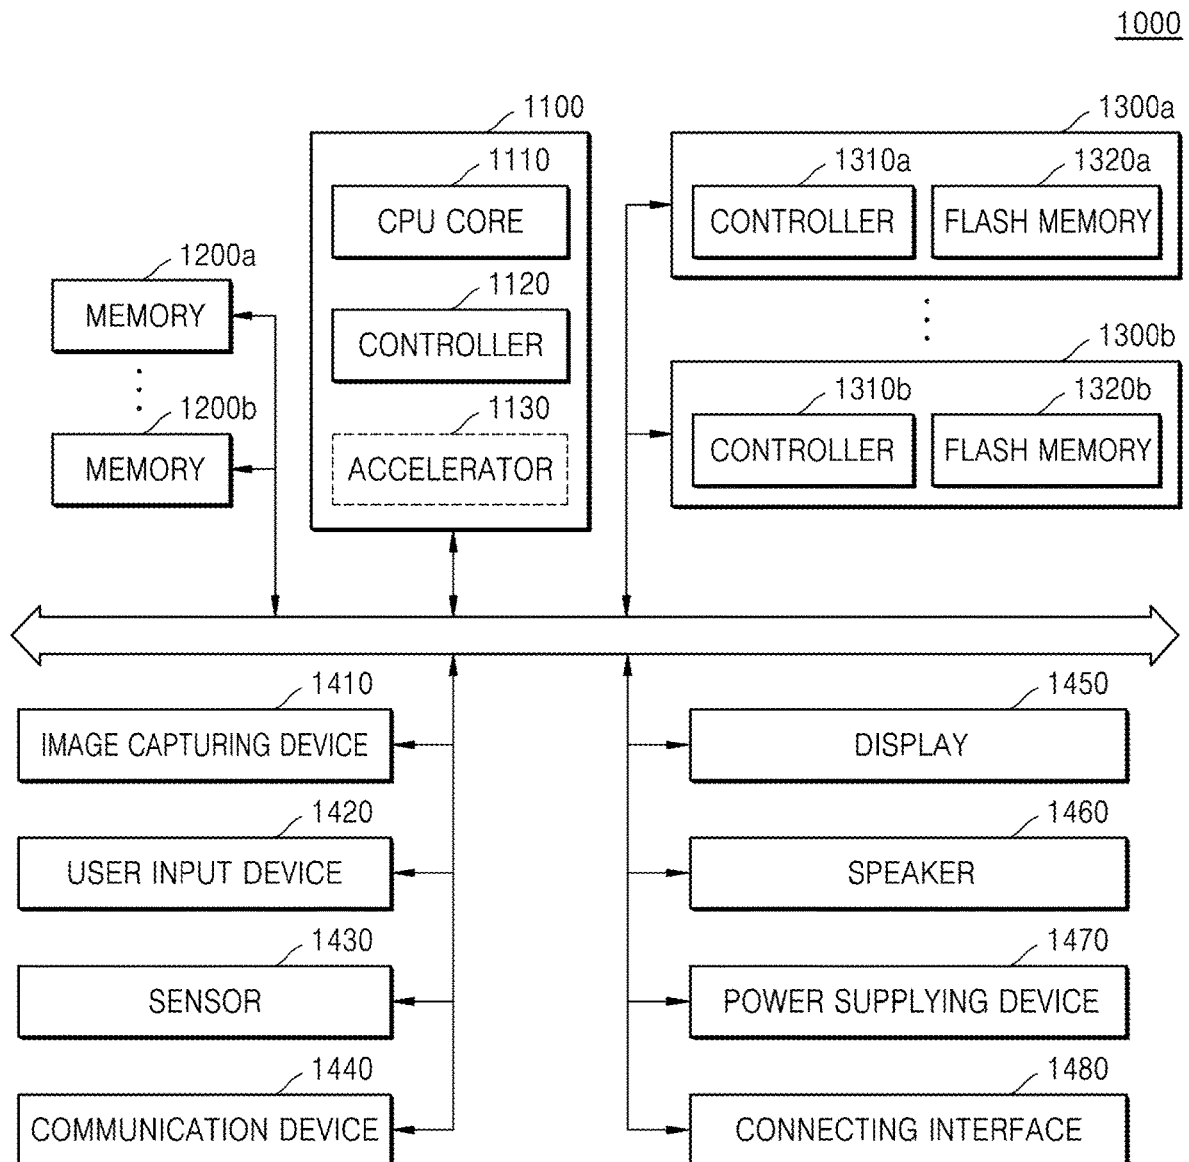 1000
1100
1110
CPU CORE
1120
CONTROLLER
1130
ACCELERATOR
1200a
MEMORY
1200b
MEMORY
1300a
1310a
CONTROLLER
1320a
FLASH MEMORY
1300b
1310b
CONTROLLER
1320b
FLASH MEMORY
1410
IMAGE CAPTURING DEVICE
1420
USER INPUT DEVICE
1430
SENSOR
1440
COMMUNICATION DEVICE
1450
DISPLAY
1460
SPEAKER
1470
POWER SUPPLYING DEVICE
1480
CONNECTING INTERFACE